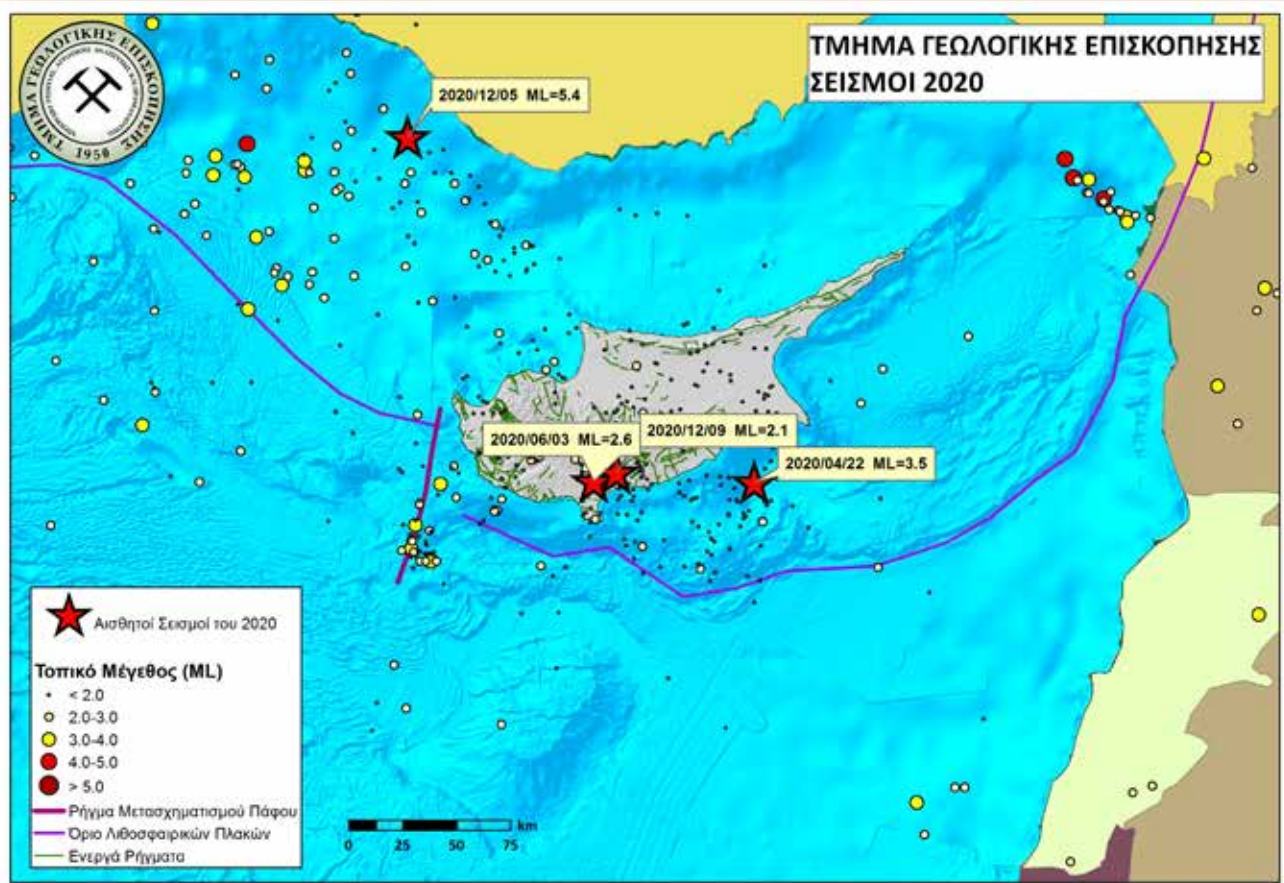 ΤΜΗΜΑ ΓΕΩΛΟΓΙΚΗΣ ΕΠΙΣΚΟΠΗΣΗΣ
1950
ΤΜΗΜΑ ΓΕΩΛΟΓΙΚΗΣ ΕΠΙΣΚΟΠΗΣΗΣ
ΣΕΙΣΜΟΙ 2020
2020/12/05 ML=5.4
2020/06/03 ML=2.6
2020/12/09 ML=2.1
2020/04/22 ML=3.5
Αισθητοί Σεισμοί του 2020
Τοπικό Μέγεθος (ML)
< 2.0
2.0-3.0
3.0-4.0
4.0-5.0
> 5.0
Ρήγμα Μετασχηματισμού Πάφου
Όριο Λιθοσφαιρικών Πλακών
Ενεργά Ρήγματα
km
0 25 50 75